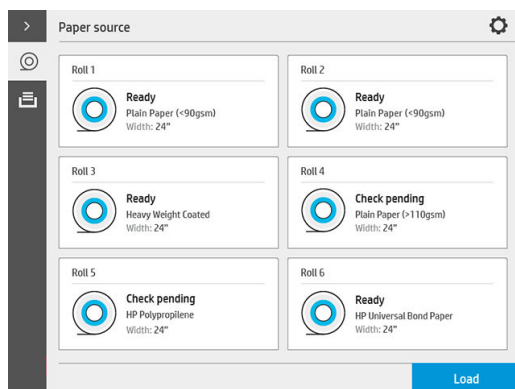 Paper source
Roll 1
Ready
Plain Paper (<90gsm)
Width: 24"
Roll 2
Ready
Plain Paper (<90gsm)
Width: 24"
Roll 3
Ready
Heavy Weight Coated
Width: 24"
Roll 4
Check pending
Plain Paper (>110gsm)
Width: 24"
Roll 5
Check pending
HP Polypropilene
Width: 24"
Roll 6
Ready
HP Universal Bond Paper
Width: 24"
Load